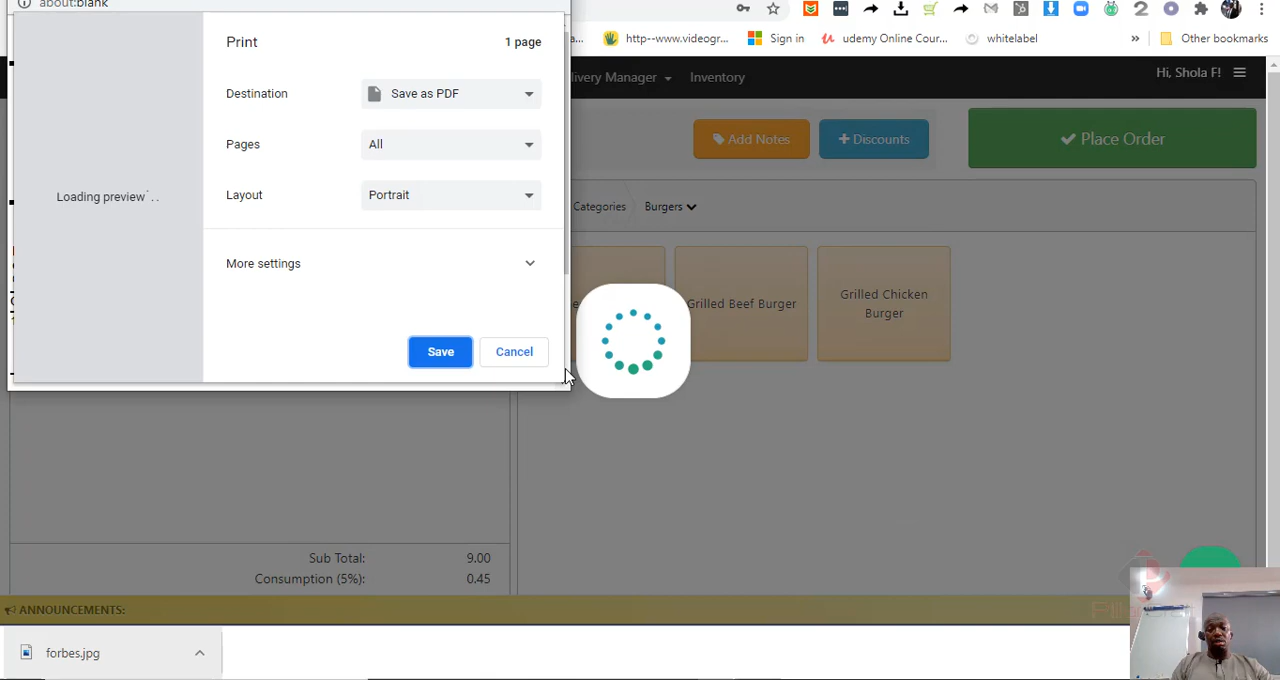 about:blank
Print
1 page
Destination
Save as PDF
Pages
All
Layout
Portrait
Loading preview
More settings
Save
Cancel
http--www.videogr...
Sign in
udemy Online Cour...
whitelabel
»
Other bookmarks
livery Manager
Inventory
Hi, Shola F!
Add Notes
+ Discounts
Place Order
Categories
Burgers
Grilled Beef Burger
Grilled Chicken
Burger
Sub Total:
9.00
Consumption (5%):
0.45
ANNOUNCEMENTS:
forbes.jpg